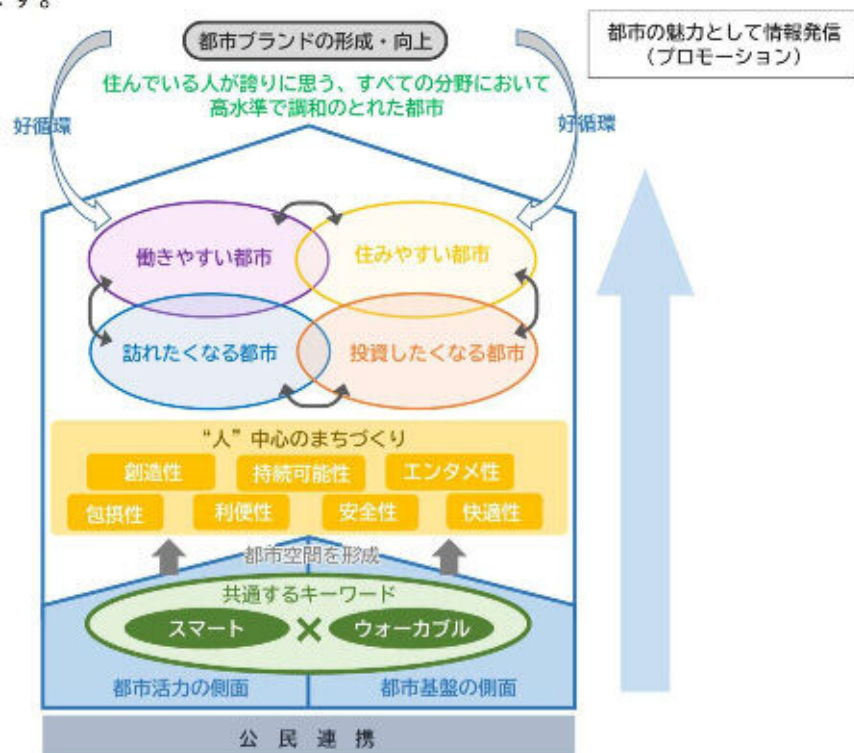 す。
都市ブランドの形成・向上
都市の魅力として情報発信
（プロモーション）
住んでいる人が誇りに思う、すべての分野において
高水準で調和のとれた都市
好循環
好循環
働きやすい都市
住みやすい都市
訪れたくなる都市
投資したくなる都市
“人”中心のまちづくり
創造性
持続可能性
エンタメ性
包摂性
利便性
安全性
快適性
都市空間を形成
共通するキーワード
スマート
×
ウォーカブル
都市活力の側面
都市基盤の側面
公民連携